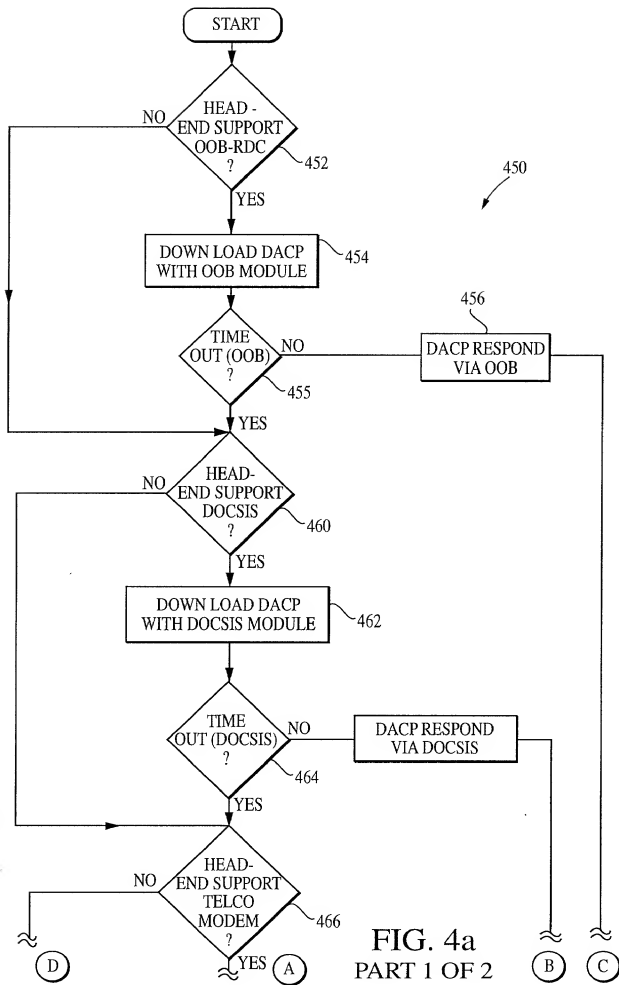 START
NO
HEAD -
END SUPPORT
OOB-RDC
?
452
YES
450
DOWN LOAD DACP
WITH OOB MODULE
454
TIME
OUT (OOB)
?
NO
455
456
DACP RESPOND
VIA OOB
YES
NO
HEAD-
END SUPPORT
DOCSIS
?
460
YES
DOWN LOAD DACP
WITH DOCSIS MODULE
462
TIME
OUT (DOCSIS)
?
NO
464
DACP RESPOND
VIA DOCSIS
YES
NO
HEAD-
END SUPPORT
TELCO
MODEM
?
466
YES
FIG. 4a
PART 1 OF 2
D
A
B
C